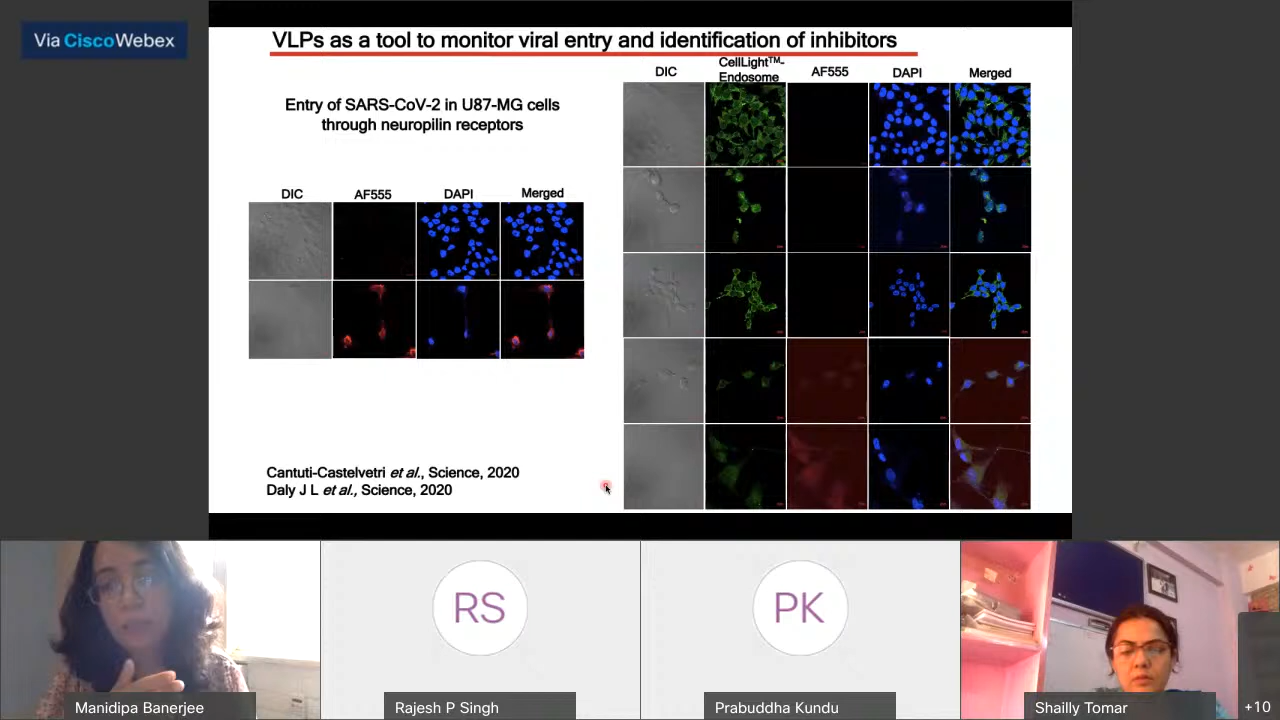 Via Cisco Webex
VLPs as a tool to monitor viral entry and identification of inhibitors
Entry of SARS-CoV-2 in U87-MG cells
through neuropilin receptors
DIC AF555 DAPI Merged
DIC CellLight™-
Endosome AF555 DAPI Merged
Cantuti-Castelvetri et al., Science, 2020
Daly J L et al., Science, 2020
RS
PK
Manidipa Banerjee
Rajesh P Singh
Prabuddha Kundu
Shailly Tomar
+10